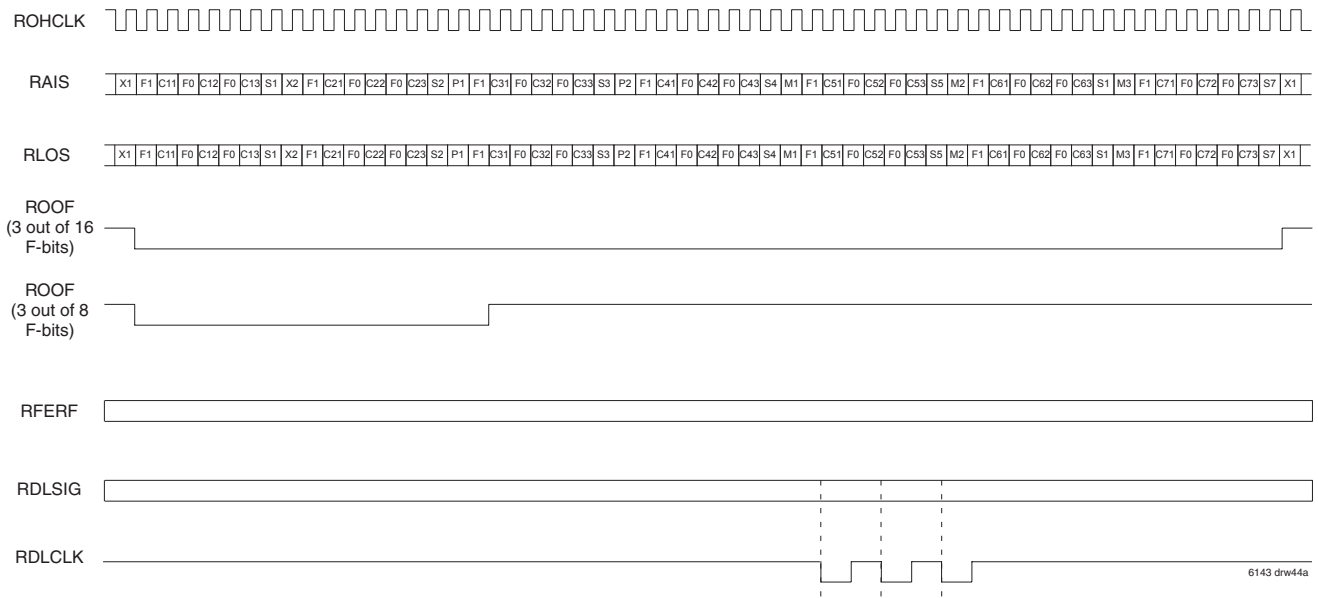 ROHCLK
RAIS X1 F1 C11 F0 C12 F0 C13 S1 X2 F1 C21 F0 C22 F0 C23 S2 P1 F1 C31 F0 C32 F0 C33 S3 P2 F1 C41 F0 C42 F0 C43 S4 M1 F1 C51 F0 C52 F0 C53 S5 M2 F1 C61 F0 C62 F0 C63 S1 M3 F1 C71 F0 C72 F0 C73 S7 X1
RLOS X1 F1 C11 F0 C12 F0 C13 S1 X2 F1 C21 F0 C22 F0 C23 S2 P1 F1 C31 F0 C32 F0 C33 S3 P2 F1 C41 F0 C42 F0 C43 S4 M1 F1 C51 F0 C52 F0 C53 S5 M2 F1 C61 F0 C62 F0 C63 S1 M3 F1 C71 F0 C72 F0 C73 S7 X1
ROOF
(3 out of 16
F-bits)
ROOF
(3 out of 8
F-bits)
RFERF
RDLSIG
RDLCLK
6143 drw44a